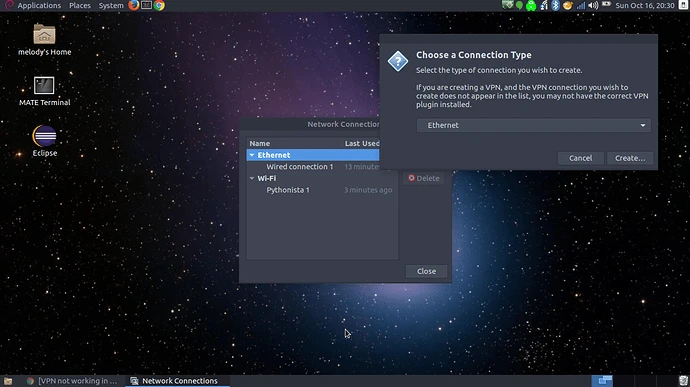 Applications Places System
Sun Oct 16, 20:30
melody's Home
MATE Terminal
Eclipse
Choose a Connection Type
Select the type of connection you wish to create.
If you are creating a VPN, and the VPN connection you wish to
create does not appear in the list, you may not have the correct VPN
plugin installed.
Ethernet
Cancel Create...
Network Connection
Name Last Used
Ethernet
Wired connection 1 13 minut
Wi-Fi
Pythonista 1 3 minutes ago
Delete
Close
[VPN not working in ... Network Connections